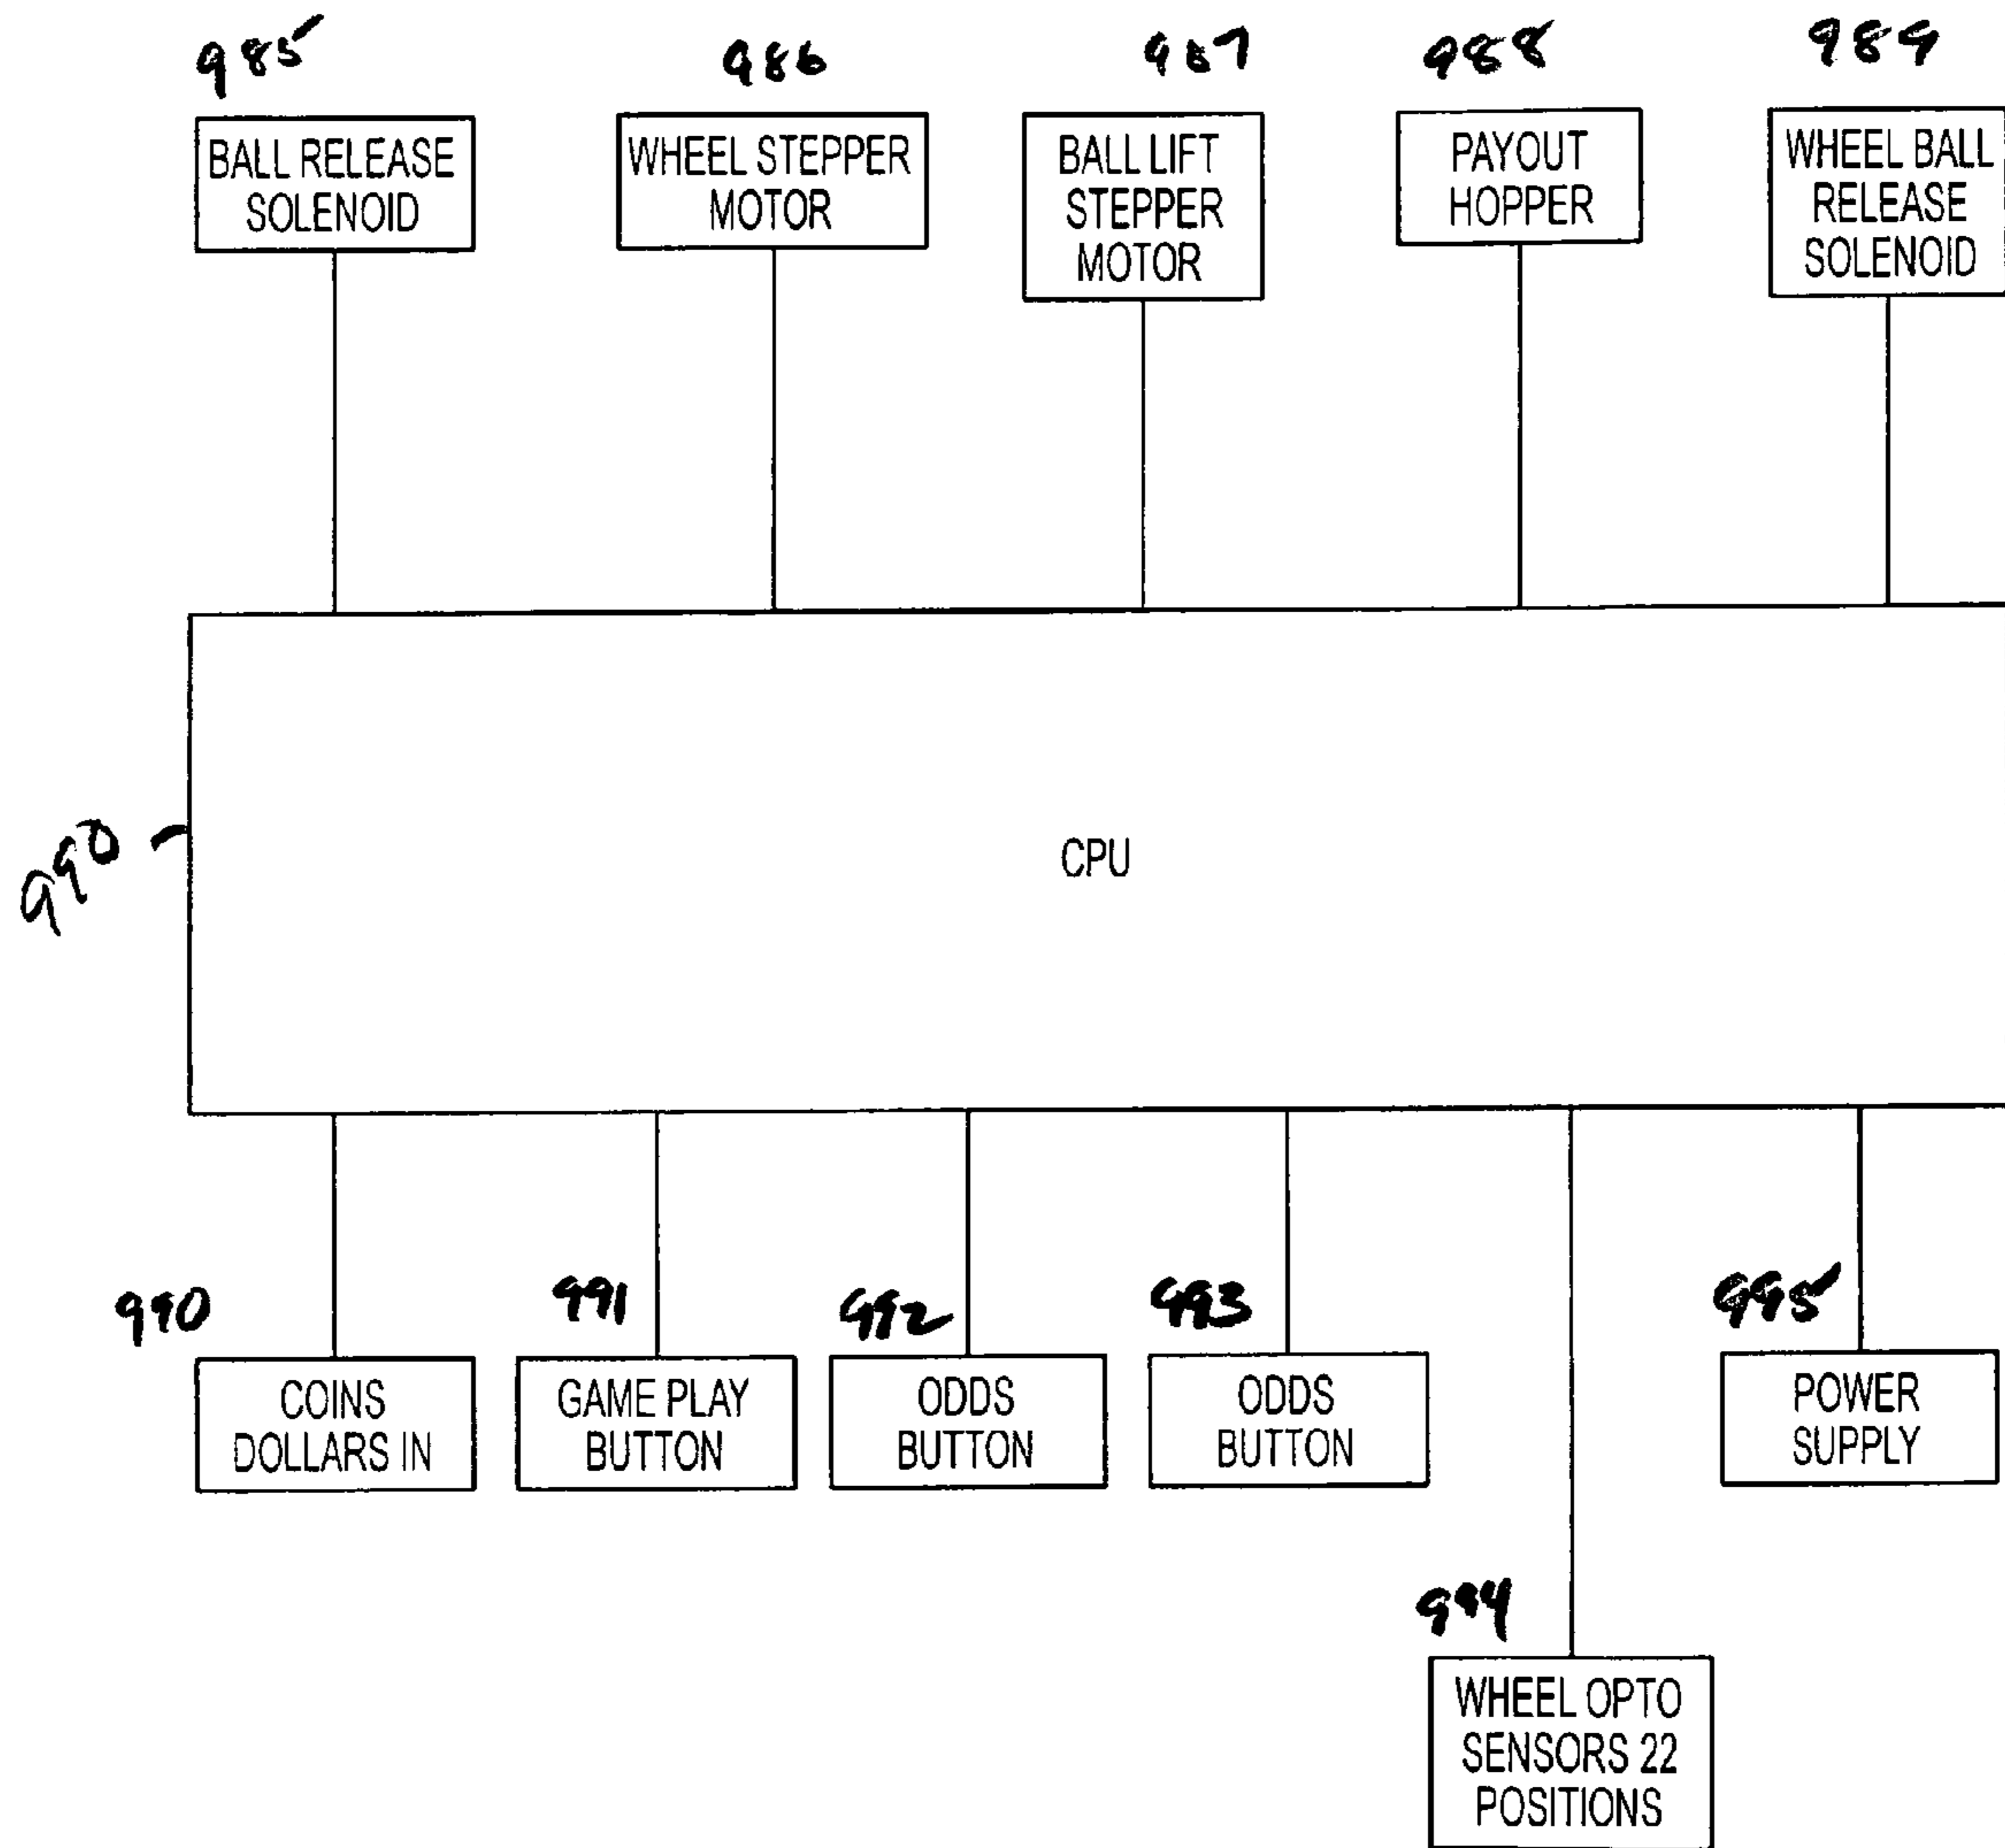 985 986 987 988 989
BALL RELEASE
SOLENOID
WHEEL STEPPER
MOTOR
BALL LIFT
STEPPER
MOTOR
PAYOUT
HOPPER
WHEEL BALL
RELEASE
SOLENOID
990
CPU
990 991 992 993 995
COINS
DOLLARS IN
GAME PLAY
BUTTON
ODDS
BUTTON
ODDS
BUTTON
POWER
SUPPLY
994
WHEEL OPTO
SENSORS 22
POSITIONS